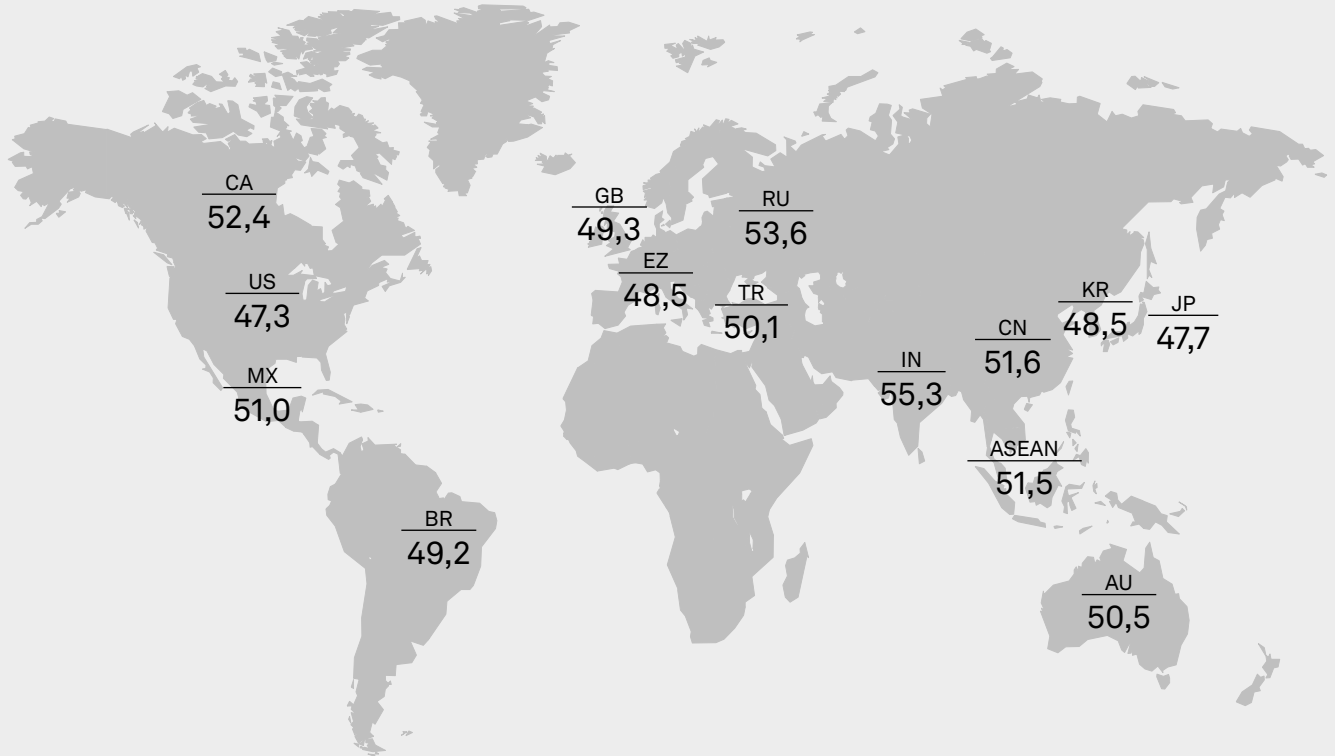 CA
52,4
GB
49,3
RU
53,6
EZ
48,5
US
47,3
TR
50,1
KR
48,5
JP
47,7
CN
51,6
IN
55,3
MX
51,0
ASEAN
51,5
BR
49,2
AU
50,5